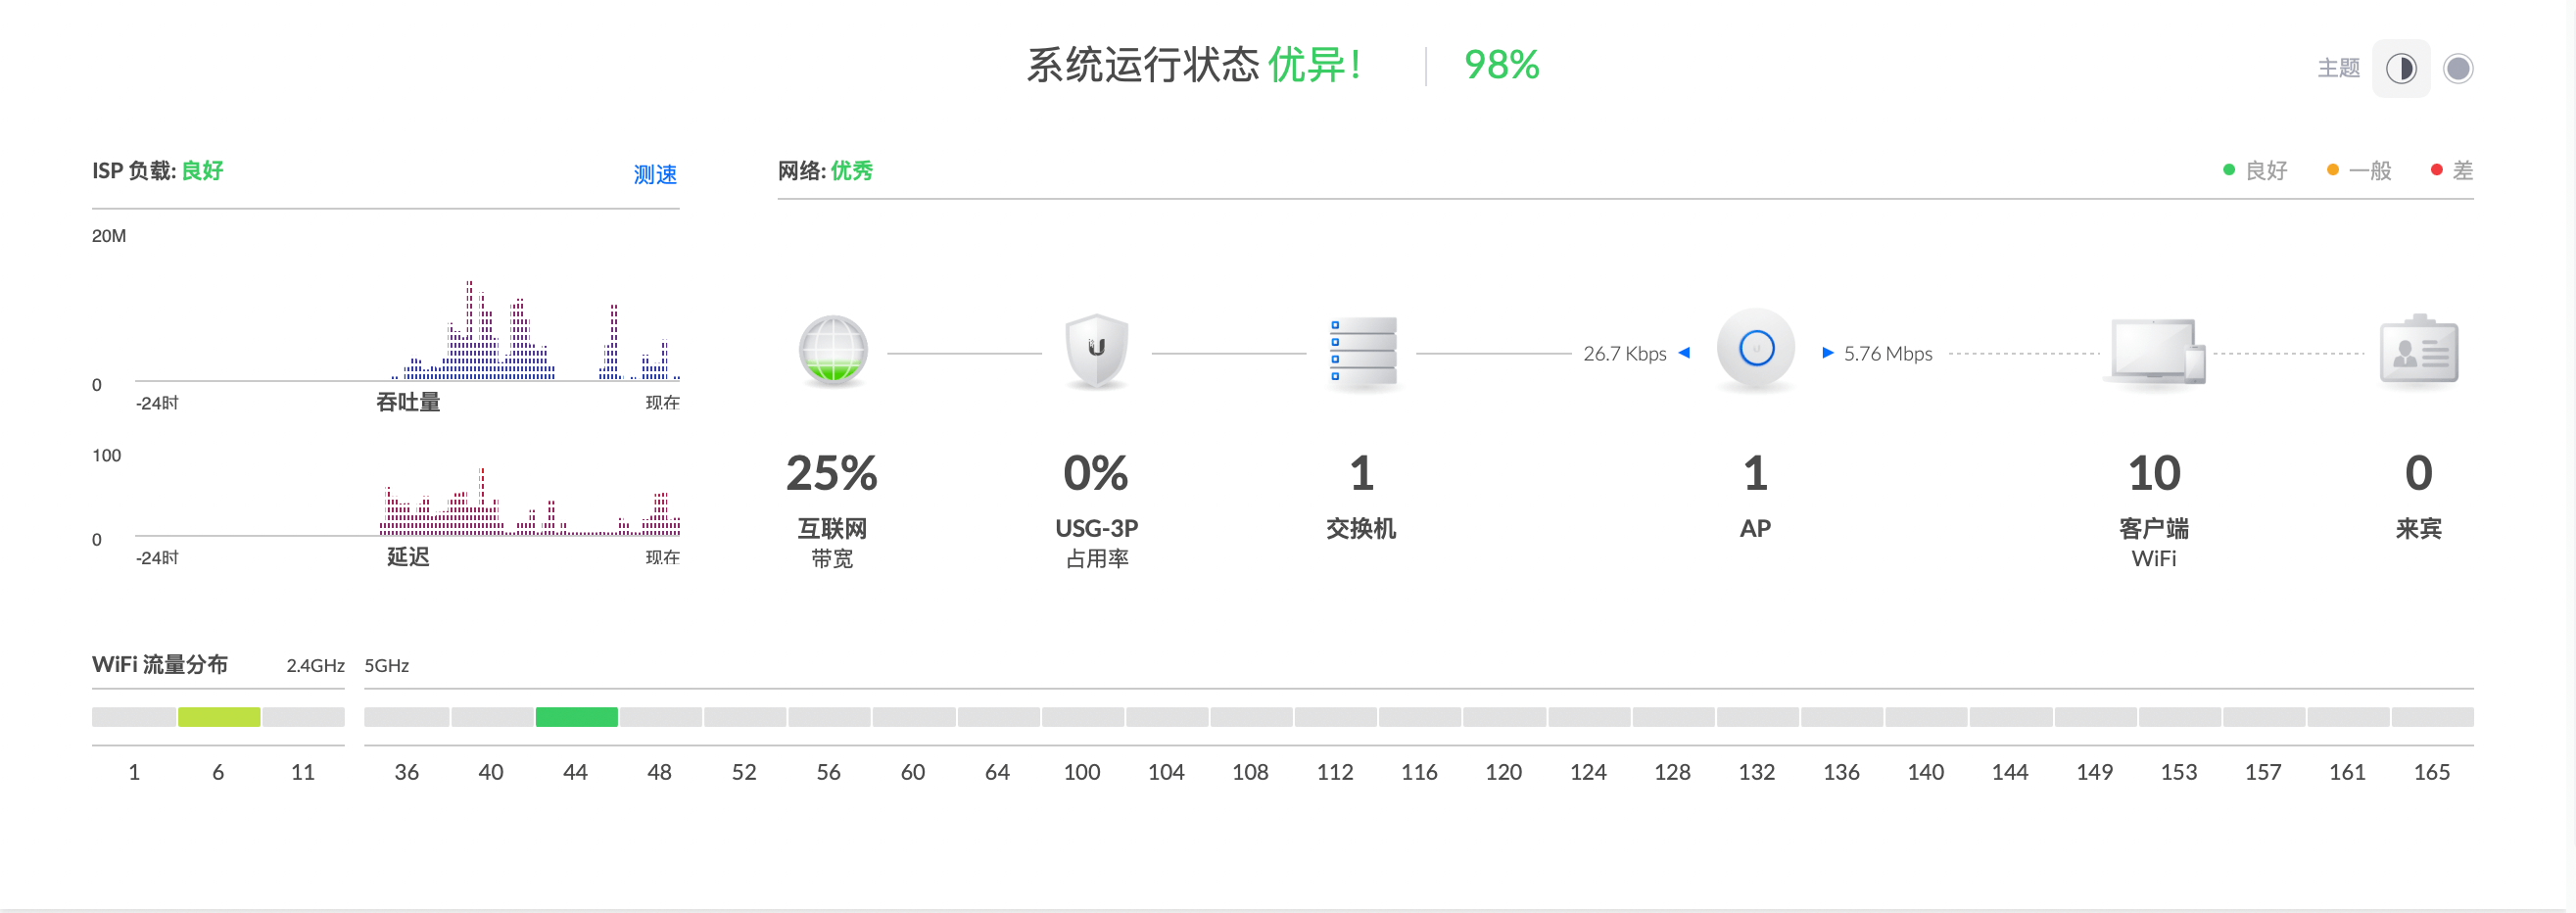 系统运行状态 优异! 98%
主题
ISP 负载: 良好
测速
20M
0
-24时
吞吐量
现在
100
0
-24时
延迟
现在
网络: 优秀
良好
一般
差
26.7 Kbps
5.76 Mbps
25%
互联网
带宽
0%
USG-3P
占用率
1
交换机
1
AP
10
客户端
WiFi
0
来宾
WiFi 流量分布
2.4GHz
5GHz
1 6 11 36 40 44 48 52 56 60 64 100 104 108 112 116 120 124 128 132 136 140 144 149 153 157 161 165